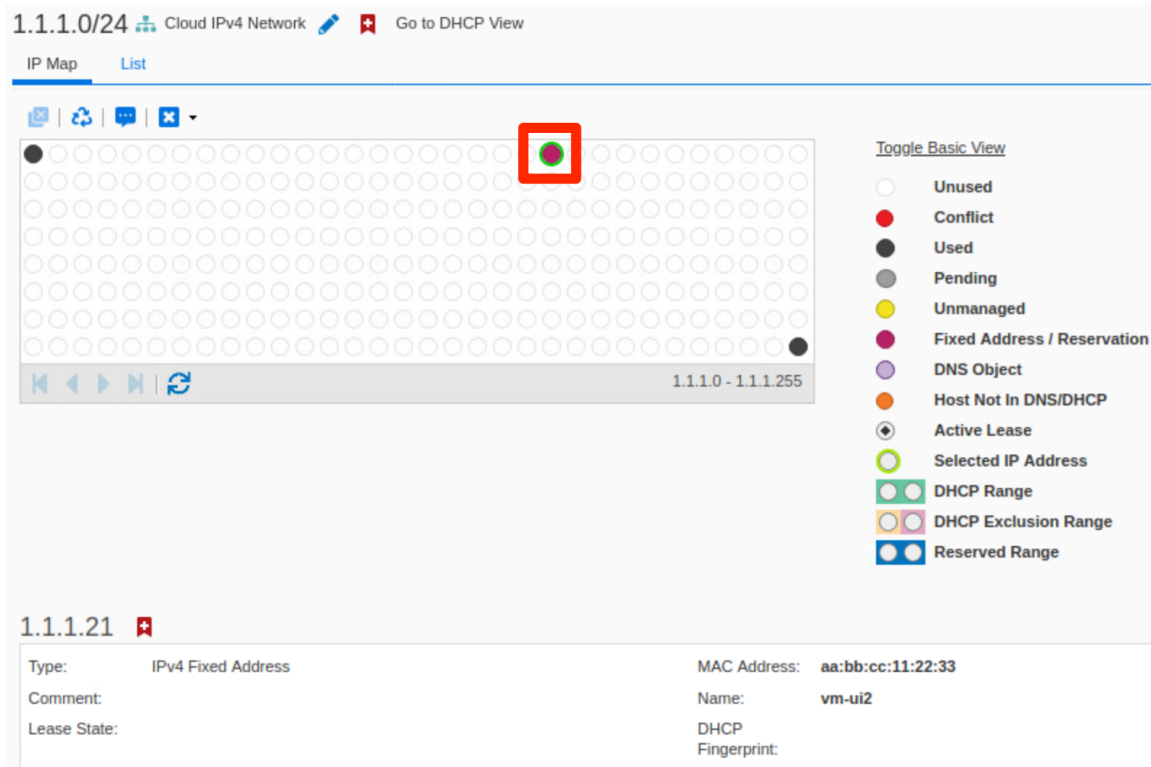 1.1.1.0/24 Cloud IPv4 Network Go to DHCP View
IP Map List
Toggle Basic View
Unused
Conflict
Used
Pending
Unmanaged
Fixed Address / Reservation
DNS Object
Host Not In DNS/DHCP
Active Lease
Selected IP Address
DHCP Range
DHCP Exclusion Range
Reserved Range
1.1.1.0 - 1.1.1.255
1.1.1.21
Type: IPv4 Fixed Address
Comment:
Lease State:
MAC Address: aa:bb:cc:11:22:33
Name: vm-ui2
DHCP
Fingerprint: